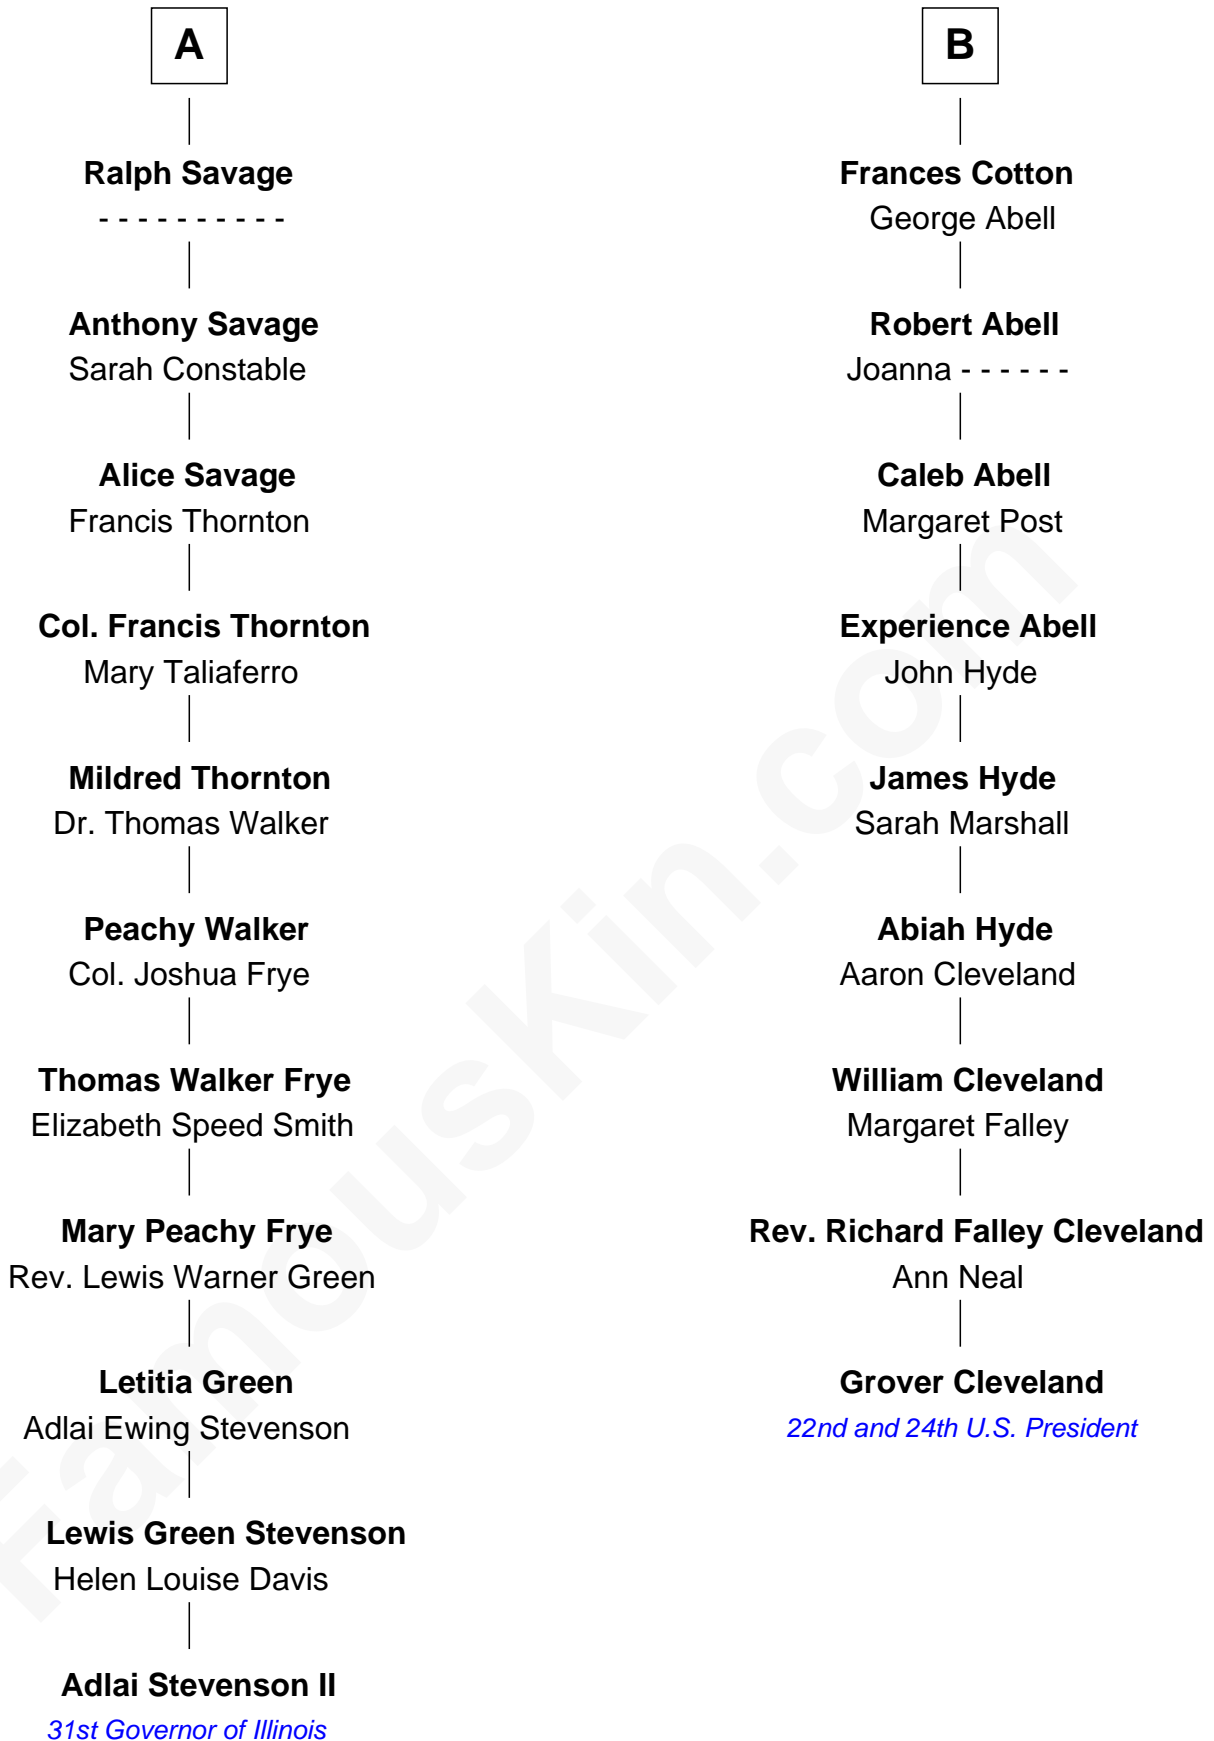 A
Ralph Savage
- - - - - - - - - -
Anthony Savage
Sarah Constable
Alice Savage
Francis Thornton
Col. Francis Thornton
Mary Taliaferro
Mildred Thornton
Dr. Thomas Walker
Peachy Walker
Col. Joshua Frye
Thomas Walker Frye
Elizabeth Speed Smith
Mary Peachy Frye
Rev. Lewis Warner Green
Letitia Green
Adlai Ewing Stevenson
Lewis Green Stevenson
Helen Louise Davis
Adlai Stevenson II
31st Governor of Illinois
B
Frances Cotton
George Abell
Robert Abell
Joanna - - - - - -
Caleb Abell
Margaret Post
Experience Abell
John Hyde
James Hyde
Sarah Marshall
Abiah Hyde
Aaron Cleveland
William Cleveland
Margaret Falley
Rev. Richard Falley Cleveland
Ann Neal
Grover Cleveland
22nd and 24th U.S. President
FamousKin.com